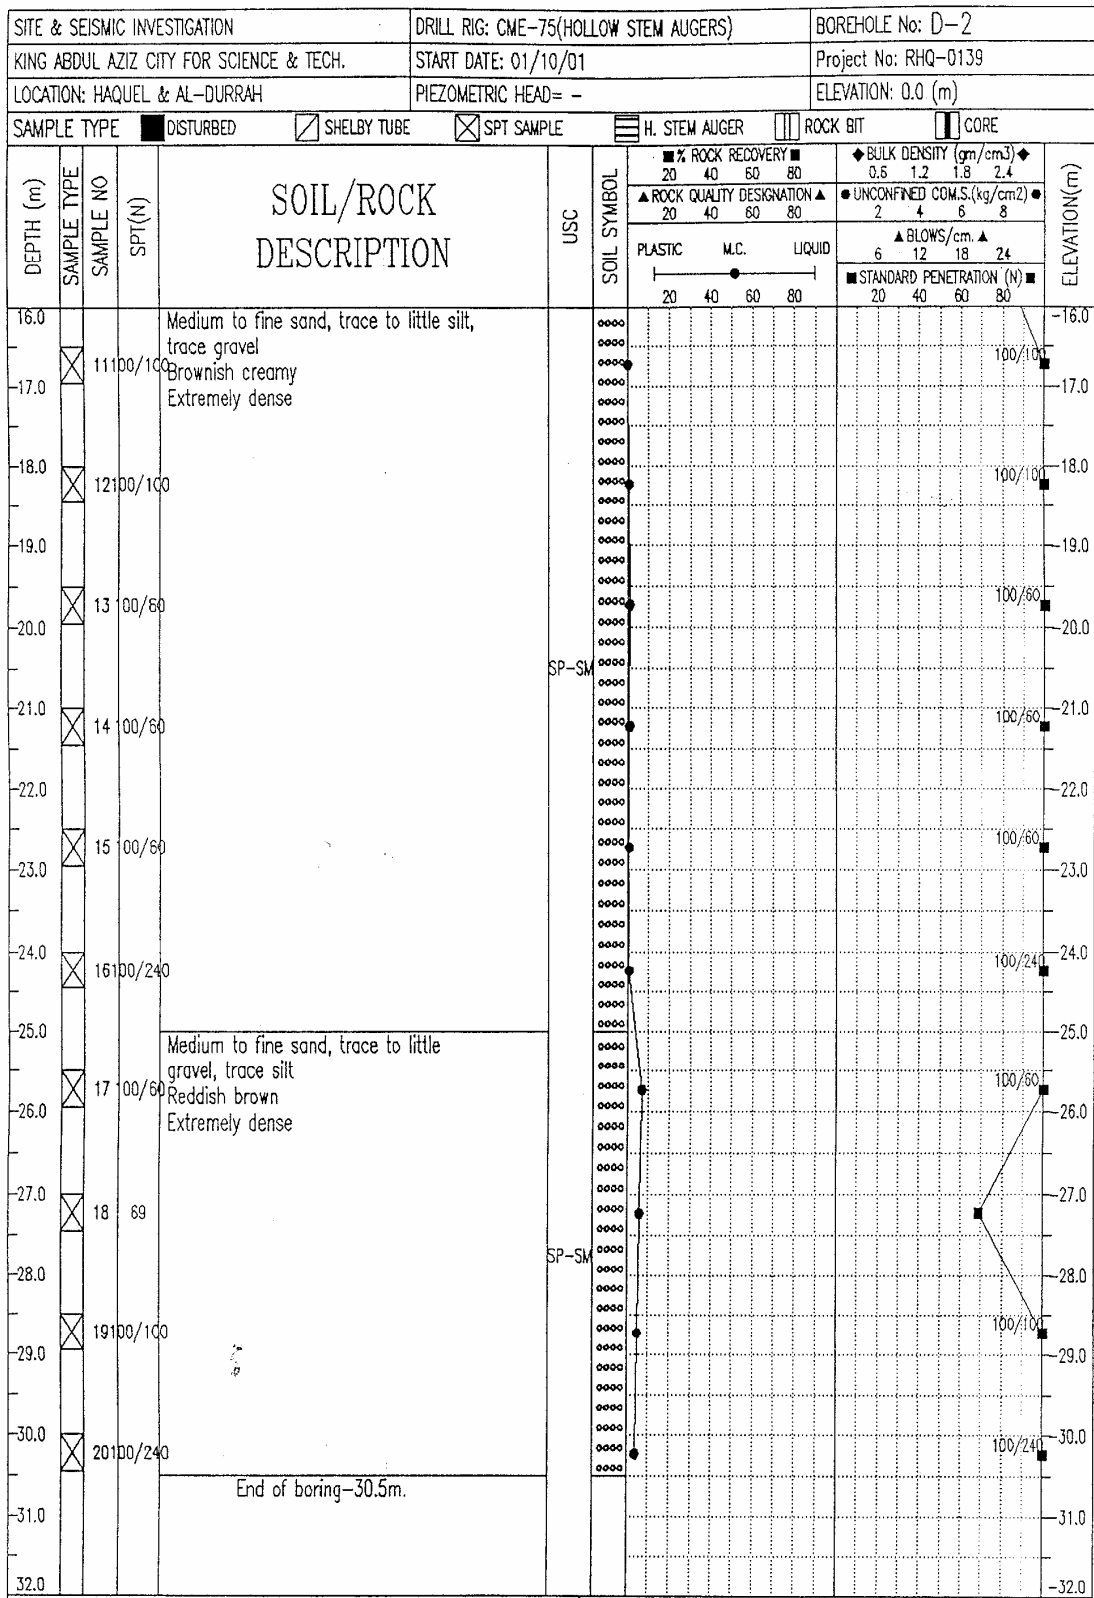 SITE & SEISMIC INVESTIGATION DRILL RIG: CME-75(HOLLOW STEM AUGERS) BOREHOLE No: D-2
KING ABDUL AZIZ CITY FOR SCIENCE & TECH. START DATE: 01/10/01 Project No: RHQ-0139
LOCATION: HAQUEL & AL-DURRAH PIEZOMETRIC HEAD= - ELEVATION: 0.0 (m)
SAMPLE TYPE DISTURBED SHELBY TUBE SPT SAMPLE H. STEM AUGER ROCK BIT CORE
DEPTH (m)
SAMPLE TYPE
SAMPLE NO
SPT(N)
SOIL/ROCK
DESCRIPTION
USC
SOIL SYMBOL
% ROCK RECOVERY
20 40 60 80
ROCK QUALITY DESIGNATION
20 40 60 80
PLASTIC M.C. LIQUID
20 40 60 80
BULK DENSITY (gm/cm3)
0.6 1.2 1.8 2.4
UNCONFINED COM.S.(kg/cm2)
2 4 6 8
BLOWS/cm.
6 12 18 24
STANDARD PENETRATION (N)
20 40 60 80
ELEVATION(m)
16.0 Medium to fine sand, trace to little silt, -16.0
trace gravel
11 100/100 Brownish creamy 100/100
-17.0 Extremely dense -17.0
-18.0 -18.0
12 100/100 100/100
-19.0 -19.0
13 100/60 100/60
-20.0 -20.0
SP-SM
-21.0 -21.0
14 100/60 100/60
-22.0 -22.0
15 100/60 100/60
-23.0 -23.0
-24.0 -24.0
16 100/240 100/240
-25.0 -25.0
Medium to fine sand, trace to little
gravel, trace silt
17 100/60 Reddish brown 100/60
-26.0 Extremely dense -26.0
-27.0 -27.0
18 69
SP-SM
-28.0 -28.0
19 100/100 100/100
-29.0 -29.0
-30.0 -30.0
20 100/240 100/240
End of boring-30.5m.
-31.0 -31.0
32.0 -32.0